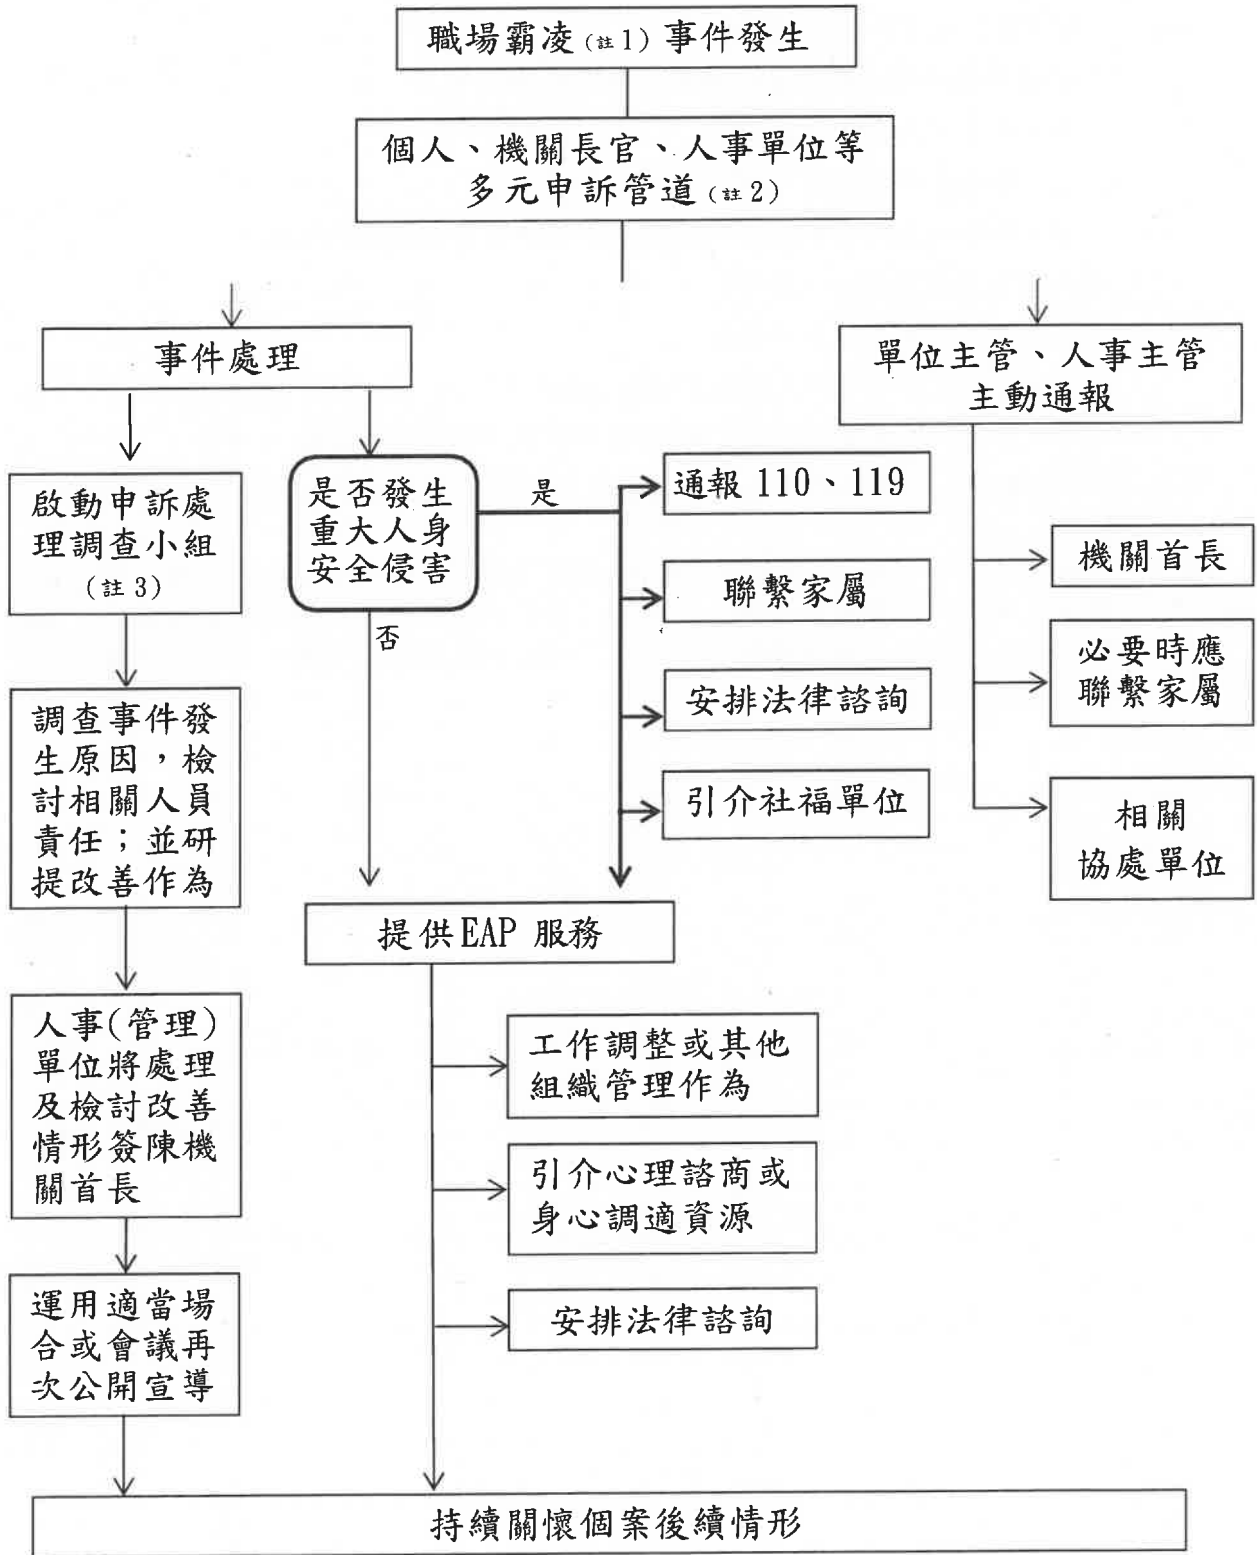 職場霸凌(註1)事件發生
個人、機關長官、人事單位等
多元申訴管道(註2)
事件處理
單位主管、人事主管
主動通報
啟動申訴處
理調查小組
(註3)
是否發生
重大人身
安全侵害
是
否
通報 110、119
聯繫家屬
安排法律諮詢
引介社福單位
機關首長
必要時應
聯繫家屬
相關
協處單位
調查事件發
生原因，檢
討相關人員
責任；並研
提改善作為
提供EAP 服務
人事(管理)
單位將處理
及檢討改善
情形簽陳機
關首長
工作調整或其他
組織管理作為
引介心理諮商或
身心調適資源
安排法律諮詢
運用適當場
合或會議再
次公開宣導
持續關懷個案後續情形